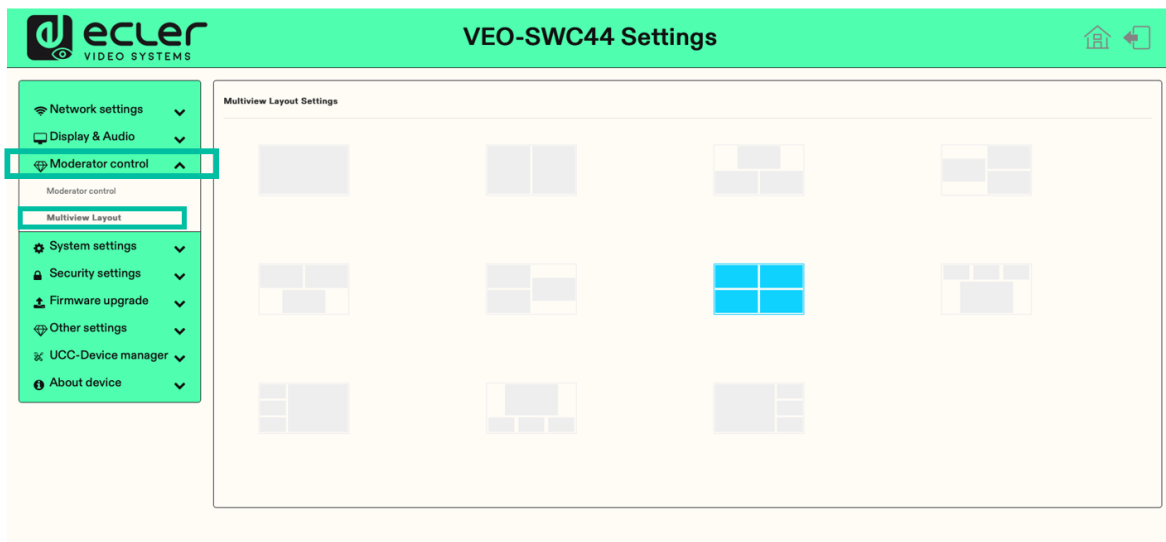 ecler
VIDEO SYSTEMS
VEO-SWC44 Settings
Network settings
Display & Audio
Moderator control
Moderator control
Multiview Layout
System settings
Security settings
Firmware upgrade
Other settings
UCC-Device manager
About device
Multiview Layout Settings